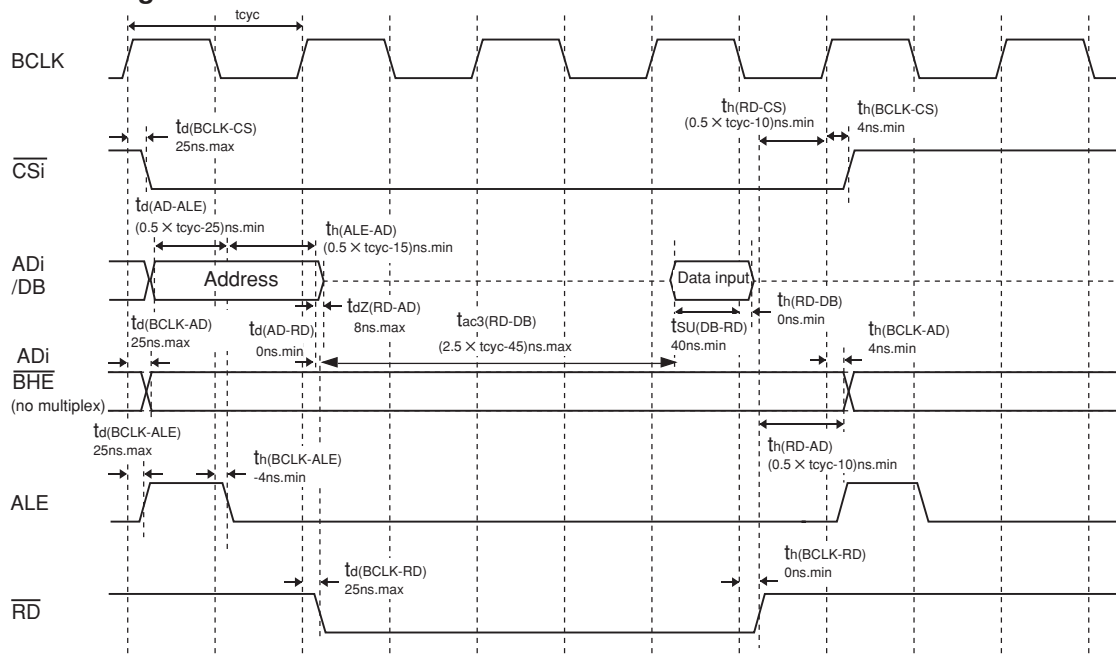 tcyc
BCLK
td(BCLK-CS)
25ns.max
th(RD-CS)
(0.5 × tcyc-10)ns.min
th(BCLK-CS)
4ns.min
CSi
td(AD-ALE)
(0.5 × tcyc-25)ns.min
th(ALE-AD)
(0.5 × tcyc-15)ns.min
ADi
/DB
Address
Data input
tdZ(RD-AD)
8ns.max
th(RD-DB)
0ns.min
td(BCLK-AD)
25ns.max
td(AD-RD)
0ns.min
tac3(RD-DB)
(2.5 × tcyc-45)ns.max
tSU(DB-RD)
40ns.min
th(BCLK-AD)
4ns.min
ADi
BHE
(no multiplex)
td(BCLK-ALE)
25ns.max
th(BCLK-ALE)
-4ns.min
th(RD-AD)
(0.5 × tcyc-10)ns.min
ALE
td(BCLK-RD)
25ns.max
th(BCLK-RD)
0ns.min
RD